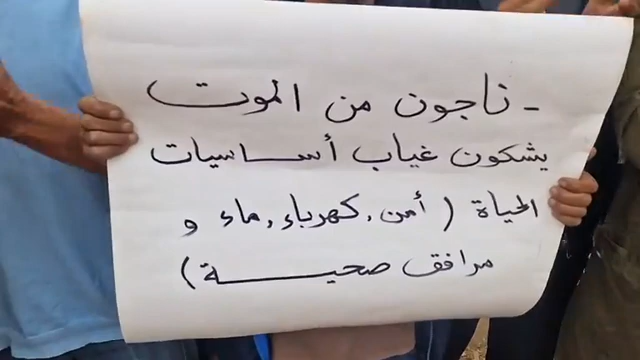 - ناجون من الموت
يشكون غياب أساسيات
الحياة ( أمن، كهرباء، ماء و
مرافق صحية)